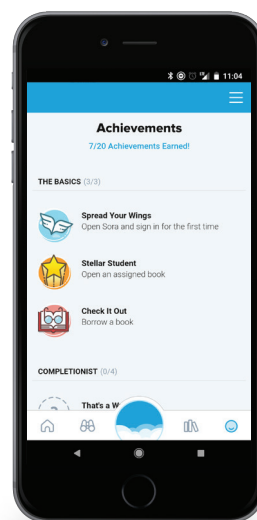 11:04
Achievements
7/20 Achievements Earned!
THE BASICS (3/3)
Spread Your Wings
Open Sora and sign in for the first time
Stellar Student
Open an assigned book
Check It Out
Borrow a book
COMPLETIONIST (0/4)
That's a